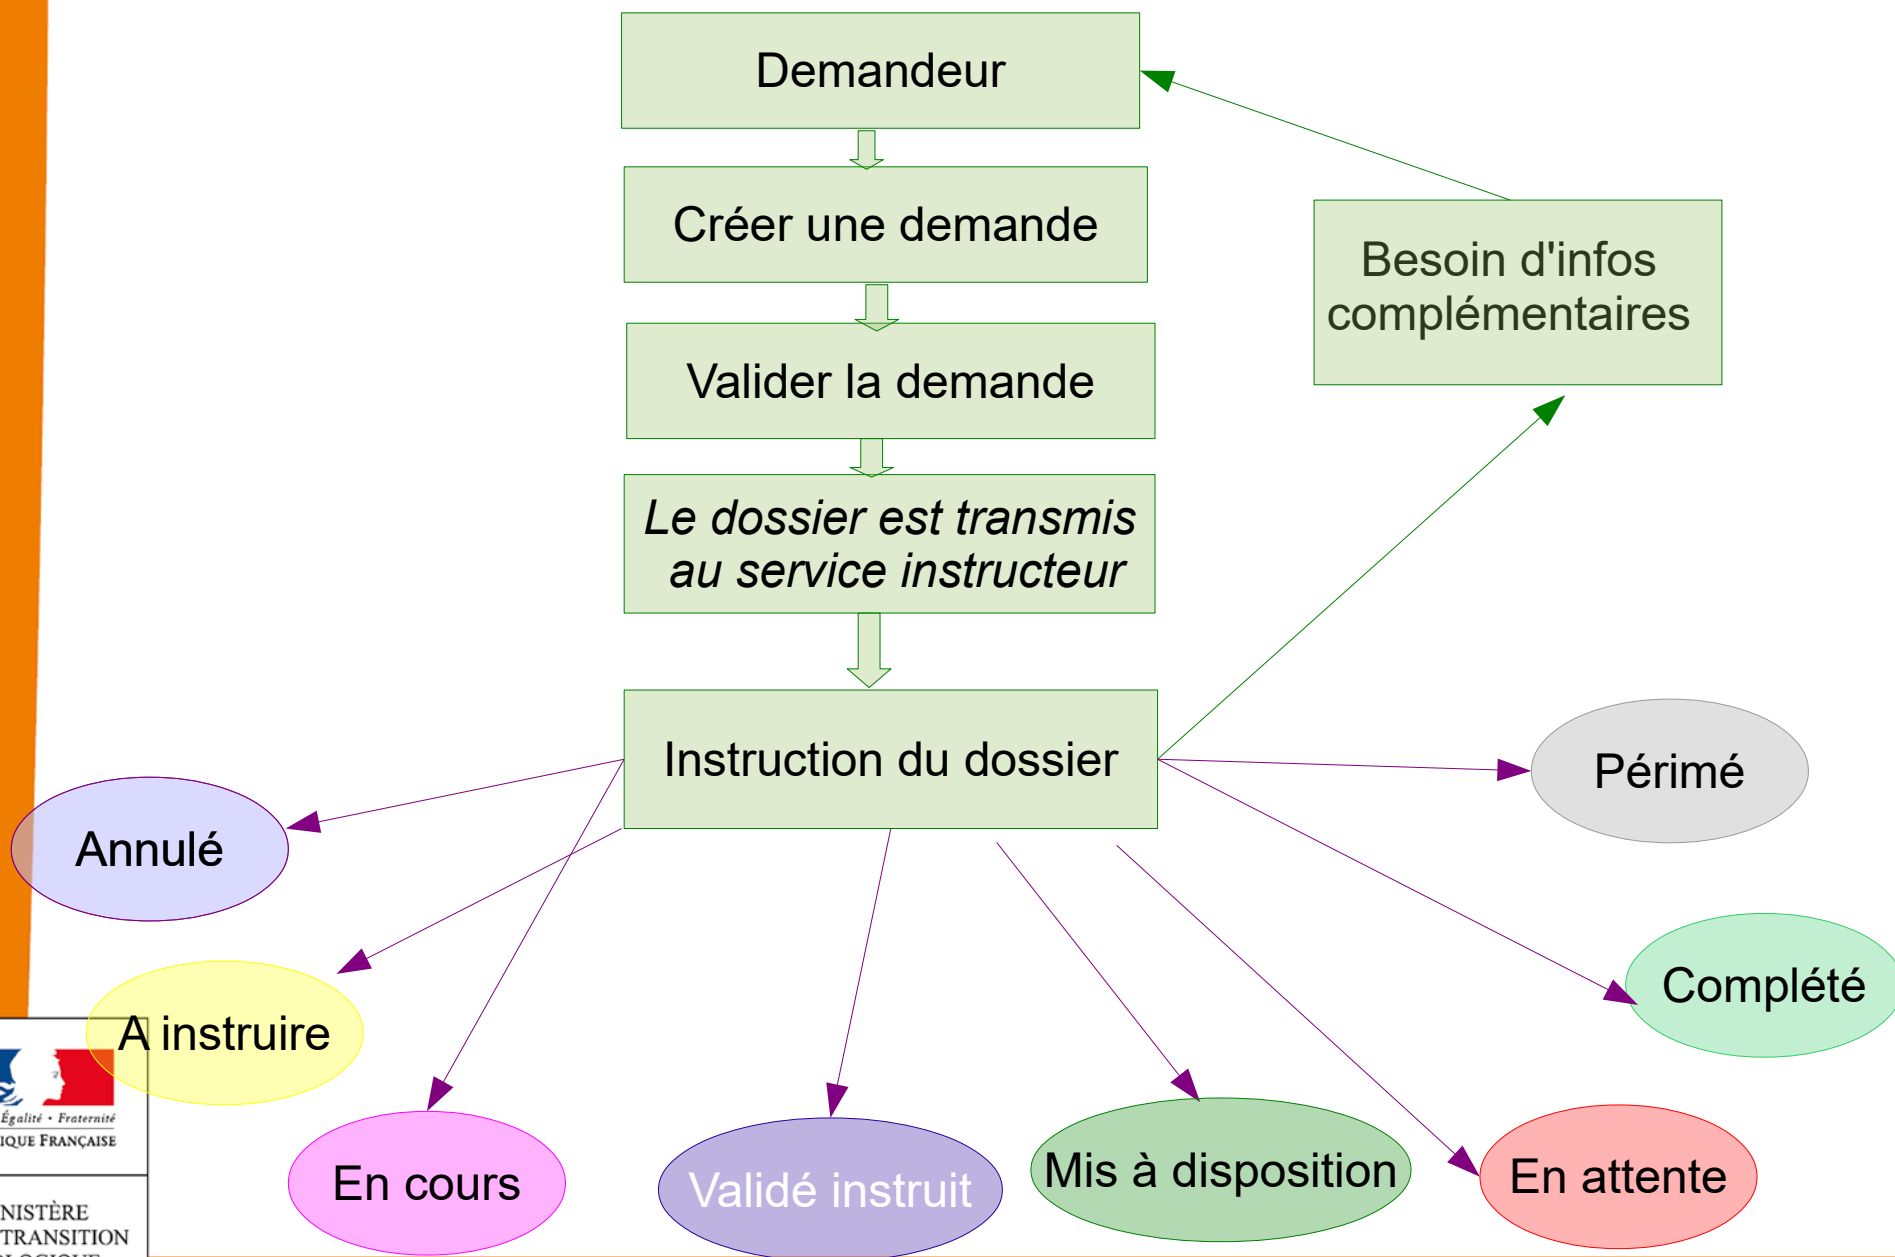 Demandeur
Créer une demande
Besoin d'infos
complémentaires
Valider la demande
Le dossier est transmis
au service instructeur
Instruction du dossier
Périmé
Annulé
Complété
A instruire
Égalité • Fraternité
IQUE FRANÇAISE
En cours
Validé instruit
Mis à disposition
En attente
NISTÈRE
TRANSITION